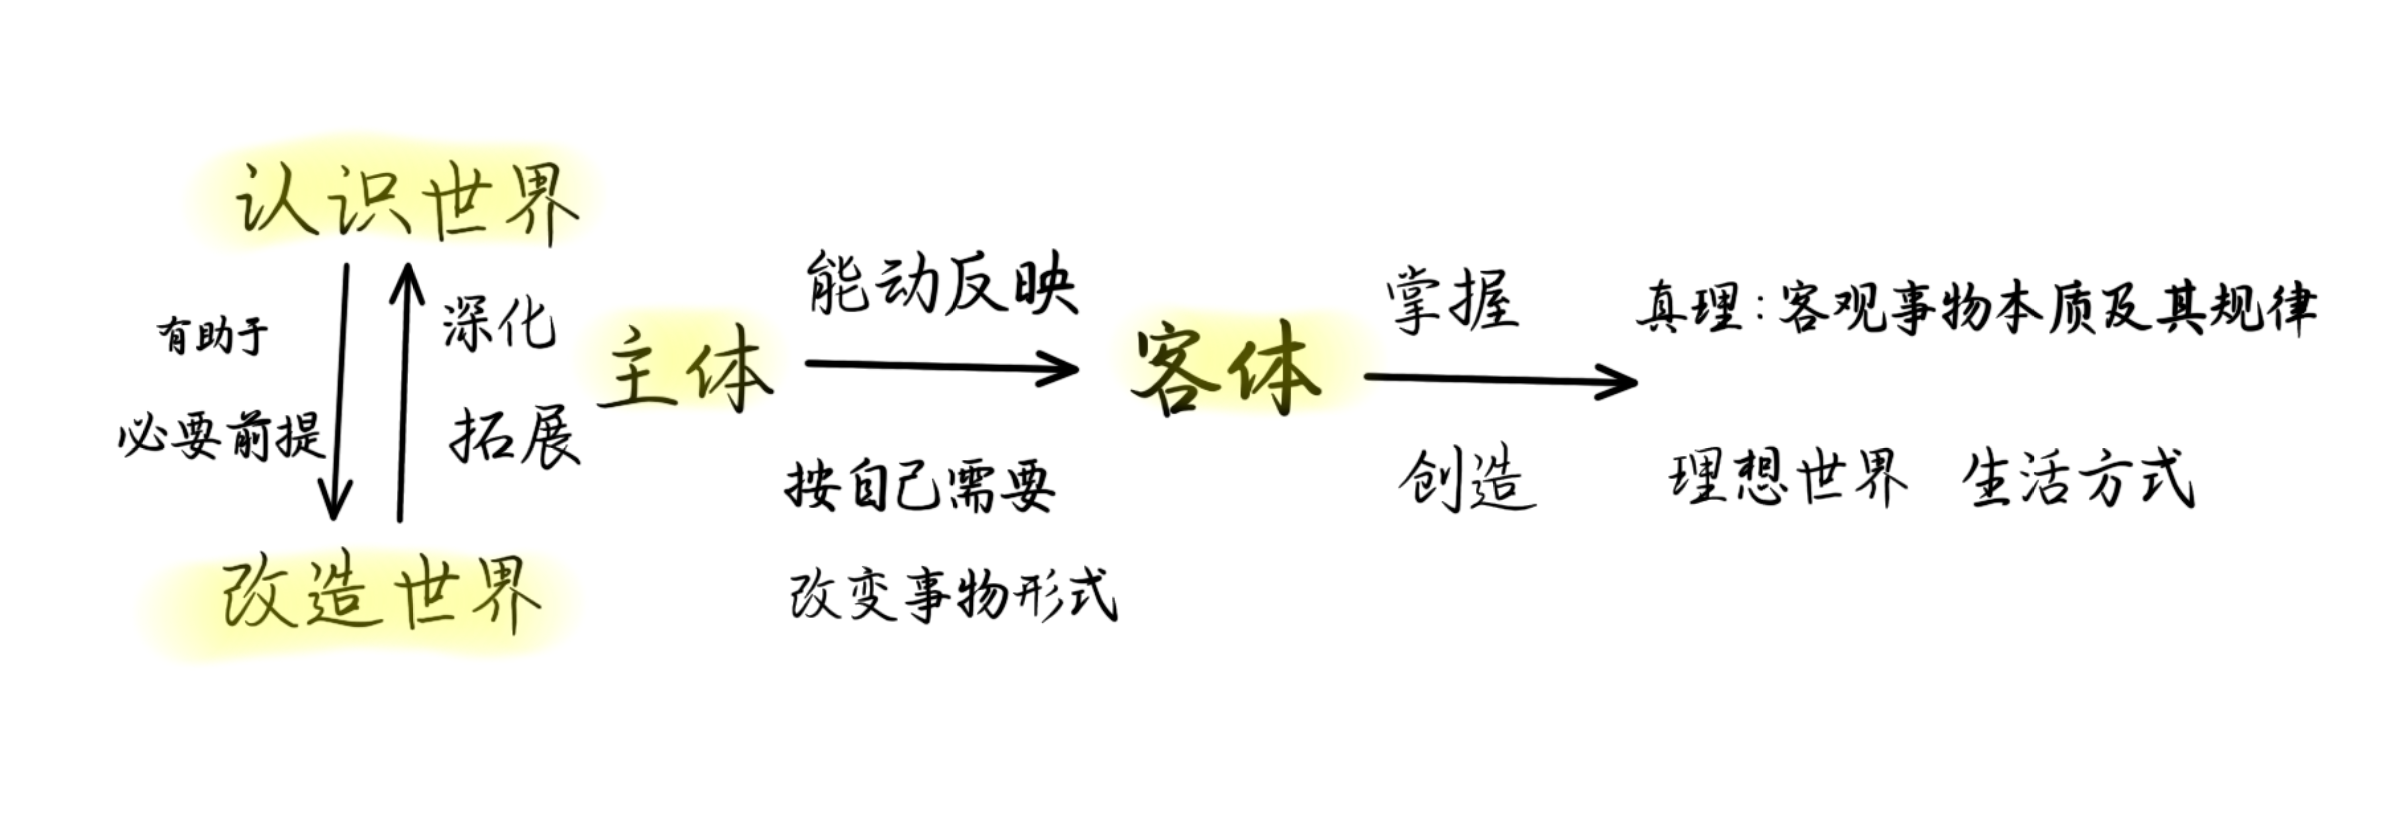 认识世界
有助于
必要前提
深化
拓展
改造世界
主体
能动反映
按自己需要
改变事物形式
客体
掌握
创造
真理：客观事物本质及其规律
理想世界 生活方式